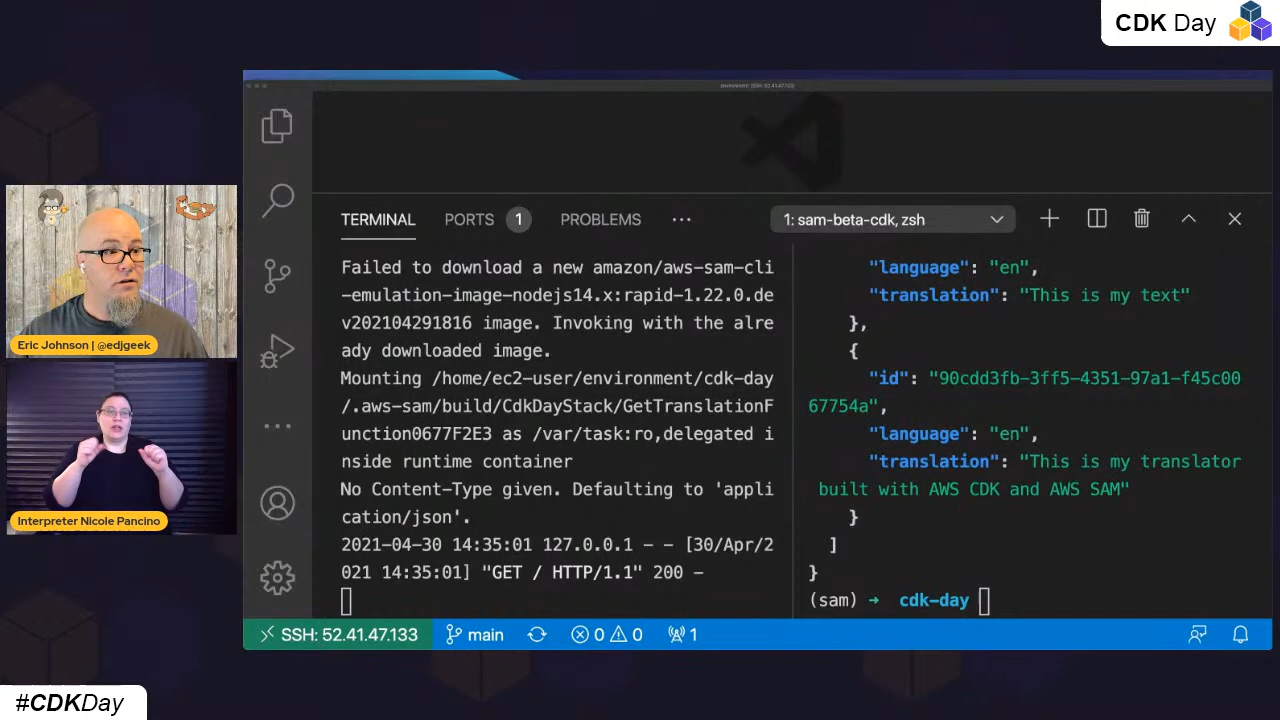 CDK Day
TERMINAL
PORTS
1
PROBLEMS
1: sam-beta-cdk, zsh
Failed to download a new amazon/aws-sam-cli
-emulation-image-nodejs14.x:rapid-1.22.0.de
v202104291816 image. Invoking with the alre
ady downloaded image.
Mounting /home/ec2-user/environment/cdk-day
/.aws-sam/build/CdkDayStack/GetTranslationF
unction0677F2E3 as /var/task:ro,delegated i
nside runtime container
No Content-Type given. Defaulting to 'appli
cation/json'.
2021-04-30 14:35:01 127.0.0.1 - - [30/Apr/2
021 14:35:01] "GET / HTTP/1.1" 200 -
"language": "en",
"translation": "This is my text"
},
{
"id": "90cdd3fb-3ff5-4351-97a1-f45c00
67754a",
"language": "en",
"translation": "This is my translator
built with AWS CDK and AWS SAM"
}
]
}
(sam) → cdk-day
Eric Johnson | @edjgeek
Interpreter Nicole Pancino
SSH: 52.41.47.133
main
0
0
1
#CDKDay